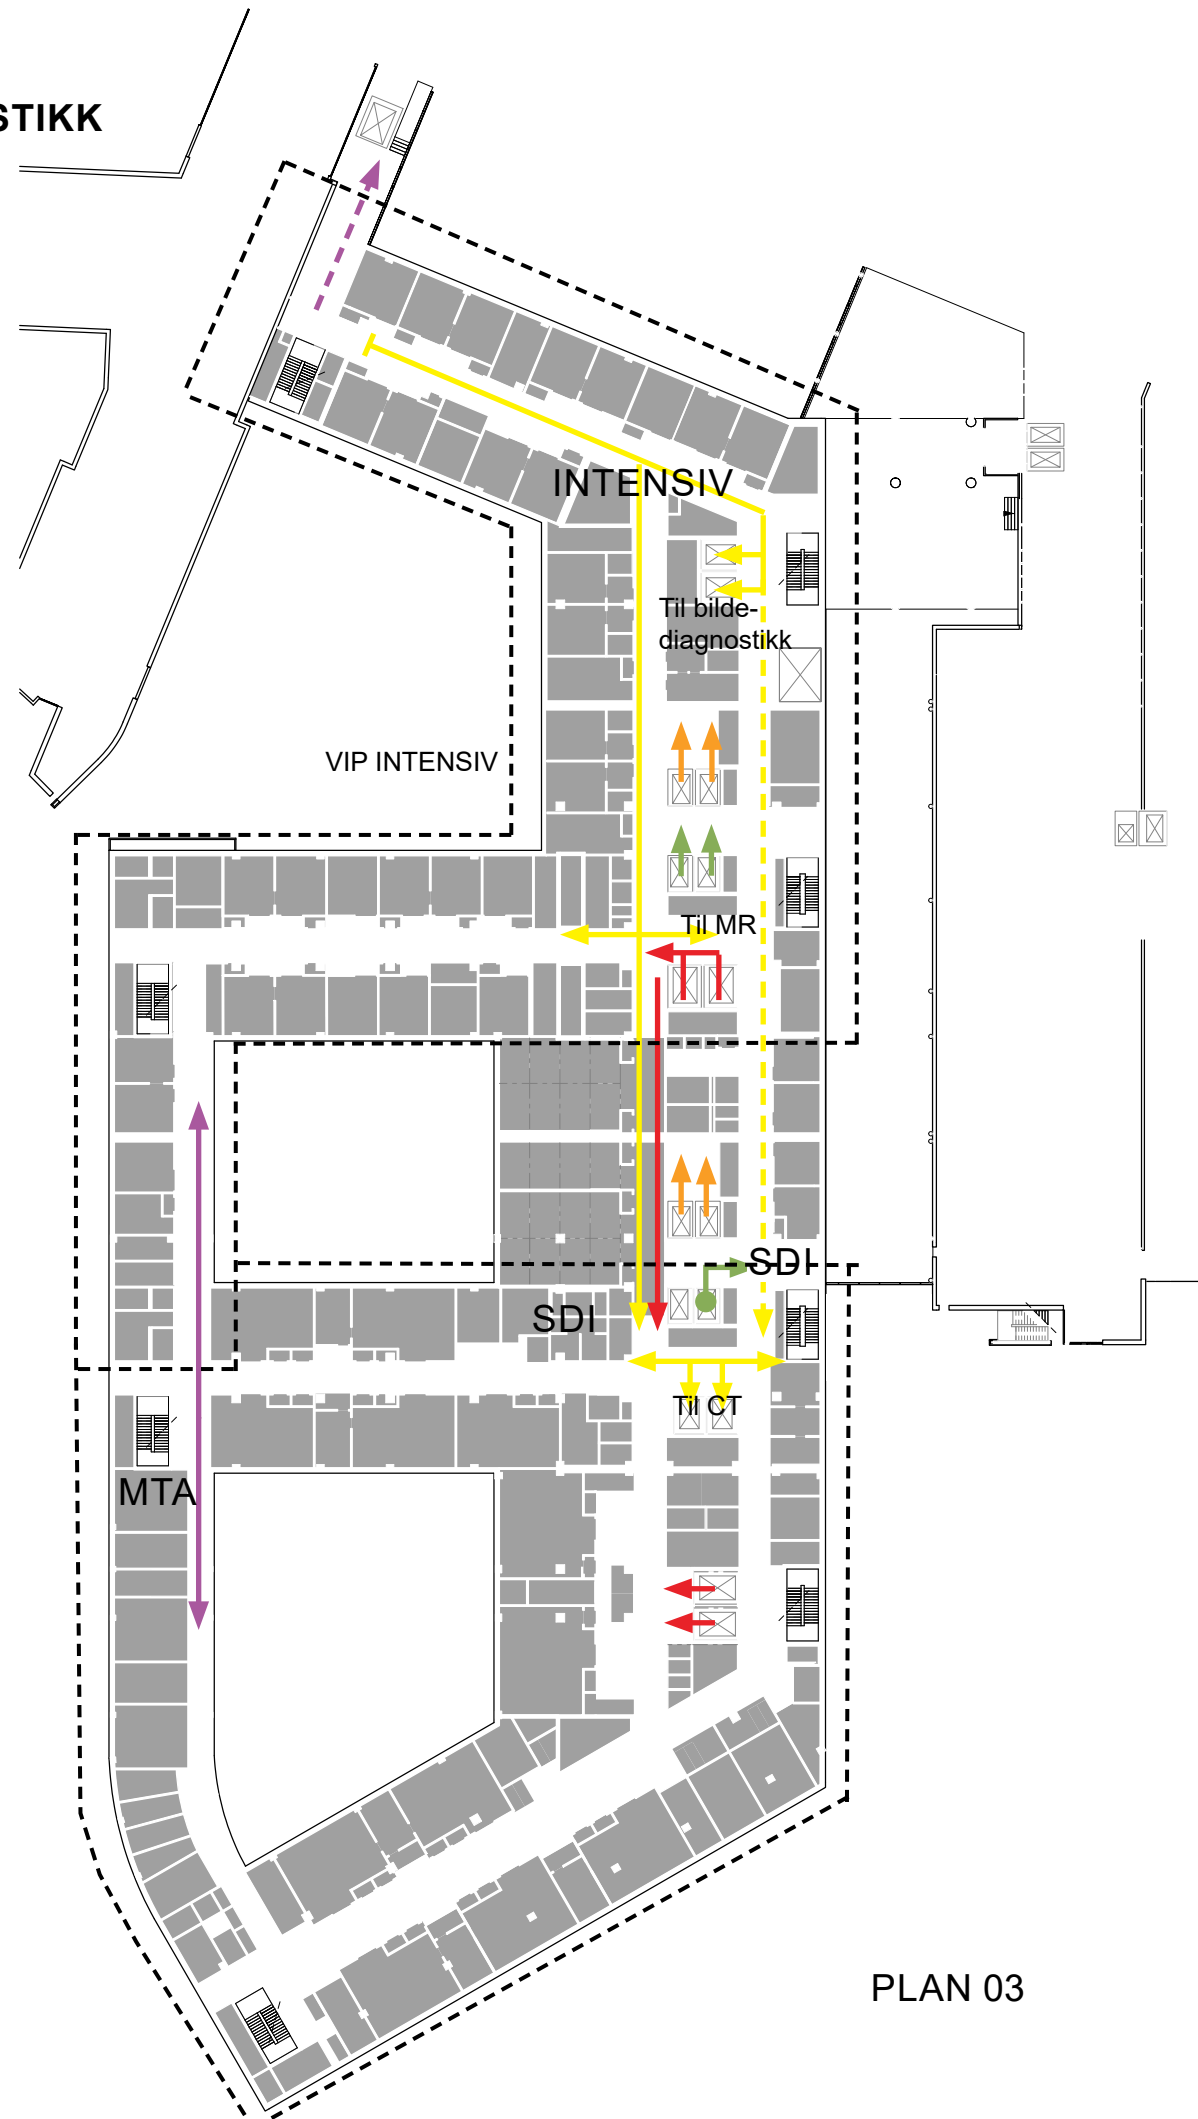 STIKK
INTENSIV
Til bilde-
diagnostikk
VIP INTENSIV
Til MR
SDI
SDI
Til CT
MTA
PLAN 03